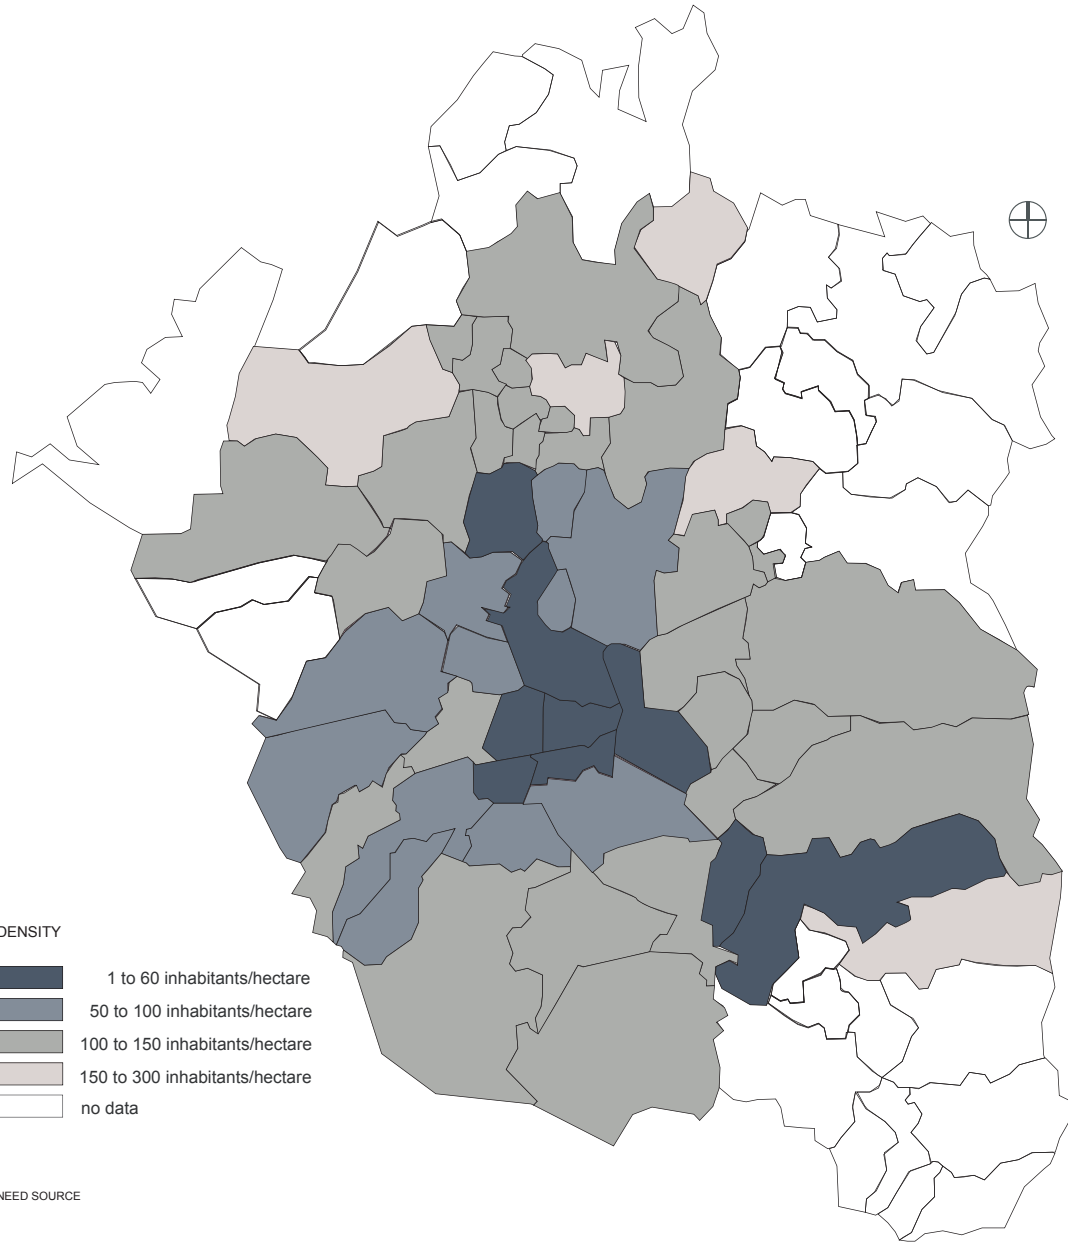 DENSITY
1 to 60 inhabitants/hectare
50 to 100 inhabitants/hectare
100 to 150 inhabitants/hectare
150 to 300 inhabitants/hectare
no data
NEED SOURCE